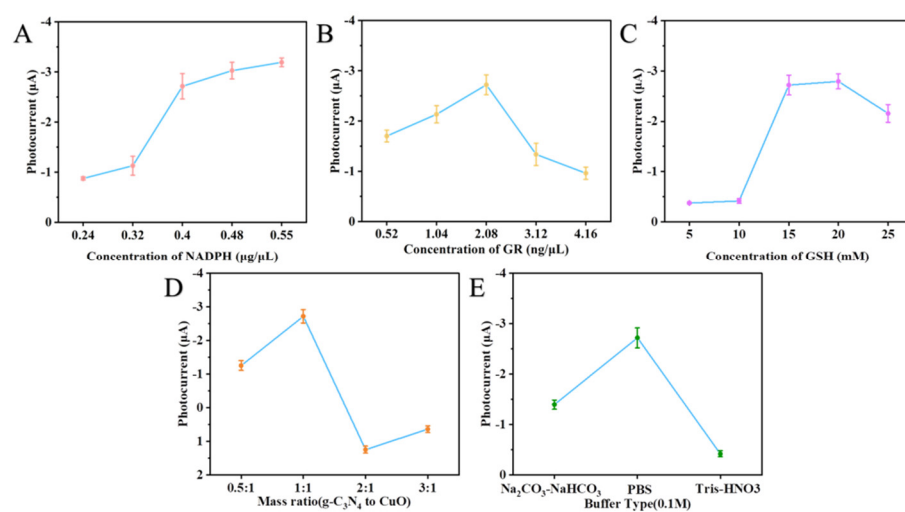 A
Photocurrent (μA)
-4
-3
-2
-1
0
0.24 0.32 0.4 0.48 0.55
Concentration of NADPH (μg/μL)
B
Photocurrent (μA)
-4
-3
-2
-1
0
0.52 1.04 2.08 3.12 4.16
Concentration of GR (ng/μL)
C
Photocurrent (μA)
-4
-3
-2
-1
0
5 10 15 20 25
Concentration of GSH (mM)
D
Photocurrent (μA)
-4
-3
-2
-1
0
1
2
0.5:1 1:1 2:1 3:1
Mass ratio(g-C₃N₄ to CuO)
E
Photocurrent (μA)
-4
-3
-2
-1
0
Na₂CO₃-NaHCO₃ PBS Tris-HNO3
Buffer Type(0.1M)